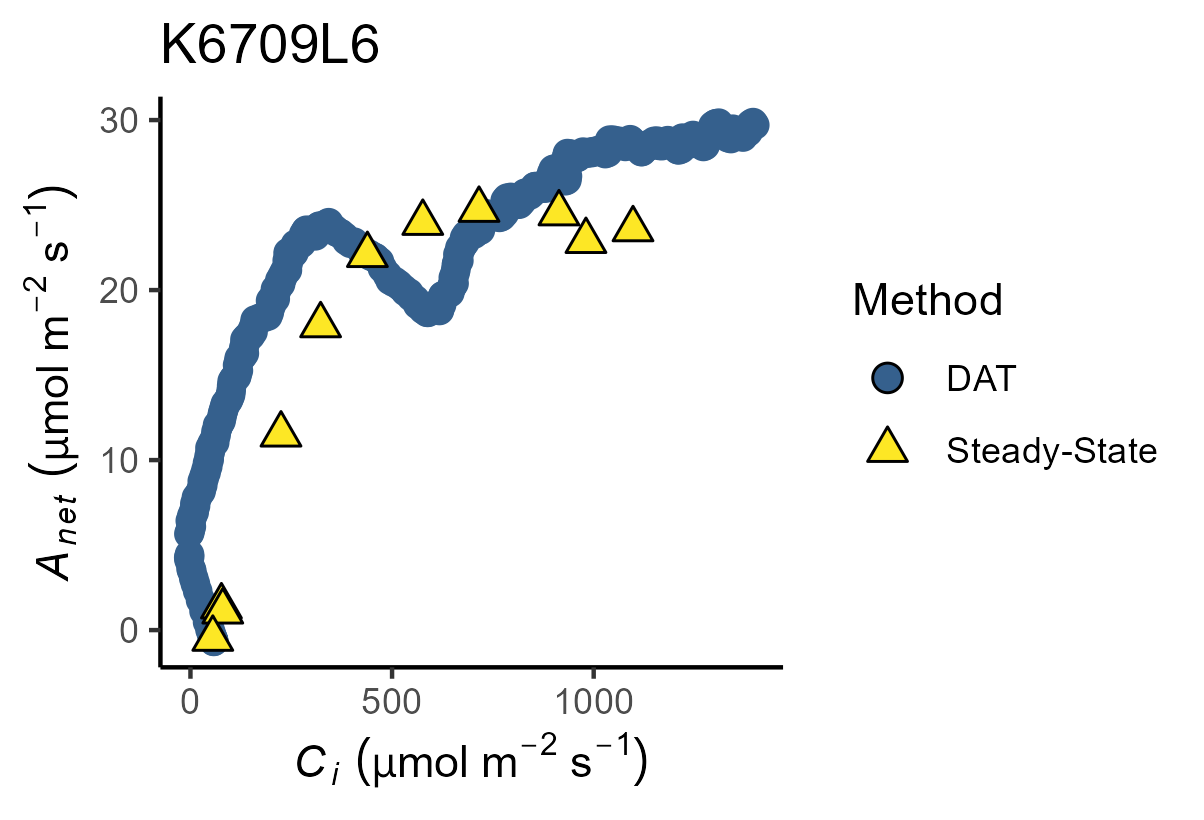 K6709L6
30
20
10
0
A_net (µmol m⁻² s⁻¹)
0 500 1000
C_i (µmol m⁻² s⁻¹)
Method
DAT
Steady-State